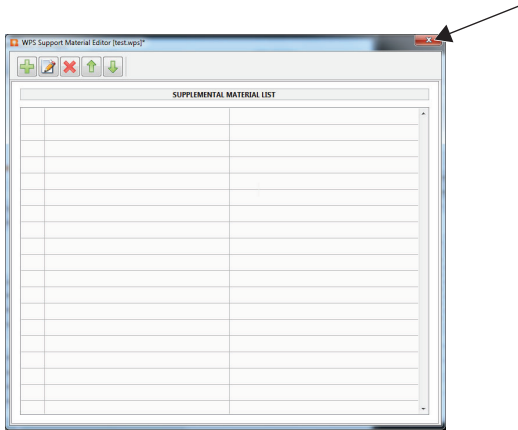 WPS Support Material Editor [test.wps]*
SUPPLEMENTAL MATERIAL LIST